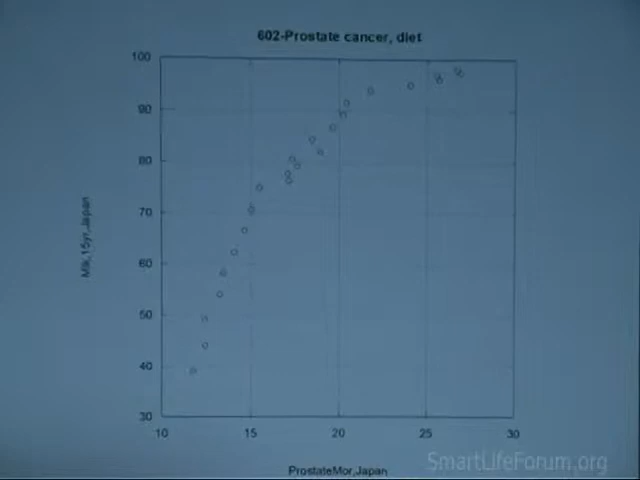 602-Prostate cancer, diet
100
90
80
70
60
50
40
30
Milk,15yr,Japan
10 15 20 25 30
ProstateMor,Japan
SmartLifeForum.org